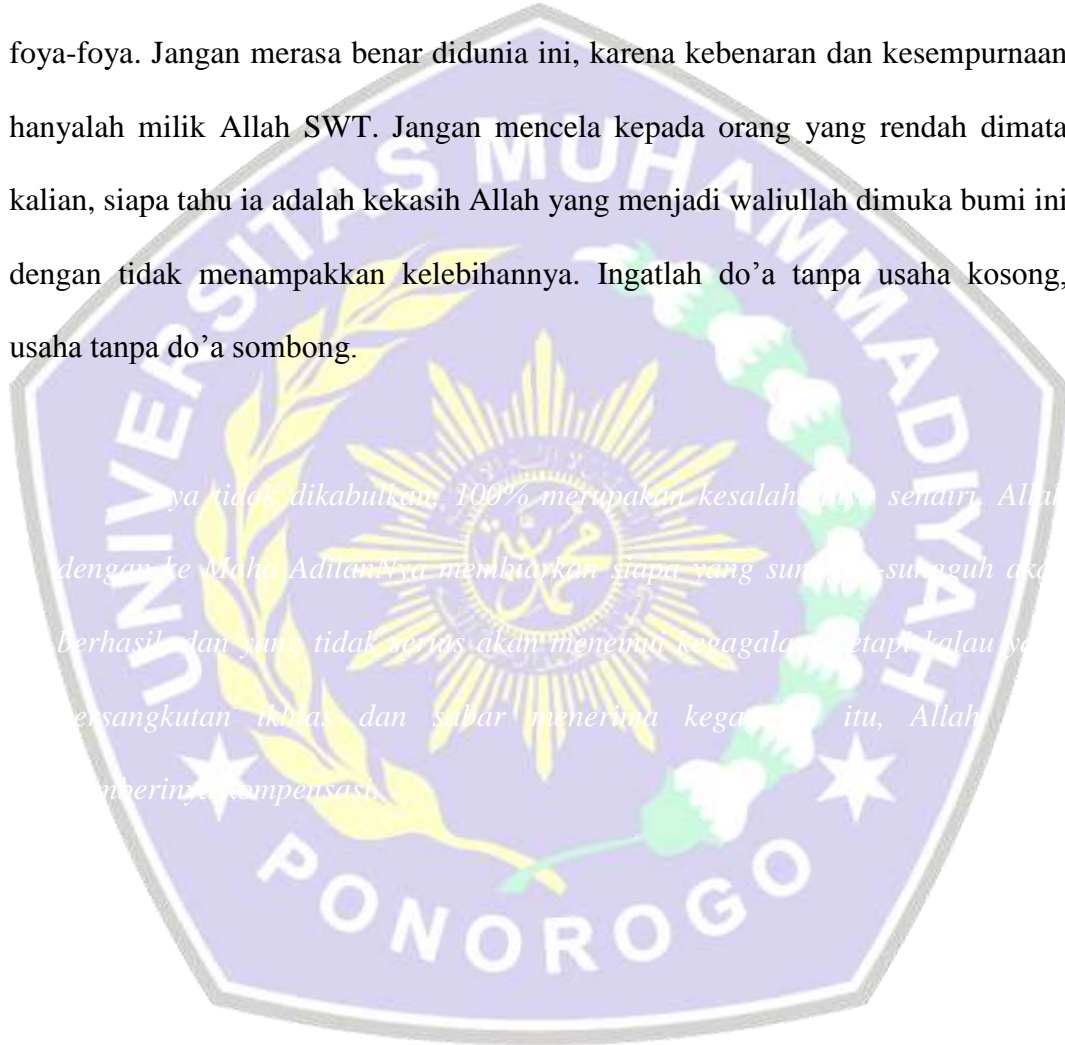 foya-foya. Jangan merasa benar didunia ini, karena kebenaran dan kesempurnaan
hanyalah milik Allah SWT. Jangan mencela kepada orang yang rendah dimata
kalian, siapa tahu ia adalah kekasih Allah yang menjadi waliullah dimuka bumi ini
dengan tidak menampakkan kelebihannya. Ingatlah do’a tanpa usaha kosong,
usaha tanpa do’a sombong.
tidak dikabulkan, 100% merupakan sendiri, Allah
dengan ke Maha AdilanNya membiarkan siapa yang
berhasil dan yang tidak serius akan menemui kalau
ikhlas dan sabar menerima itu, Allah
kompensasi.
UNIVERSITAS MUHAMMADIYAH
PONOROGO